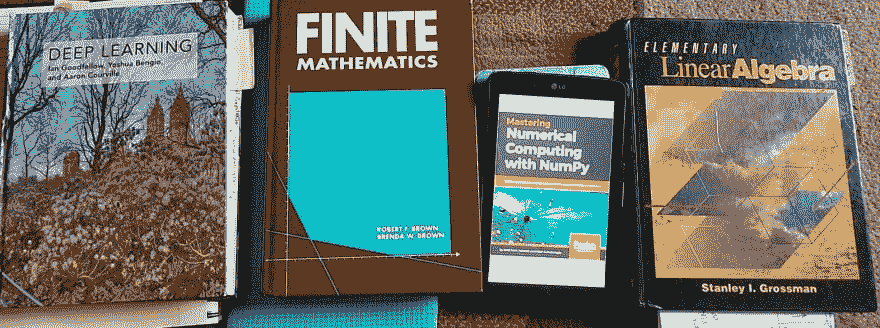 DEEP LEARNING
Ian Goodfellow, Yoshua Bengio,
and Aaron Courville
FINITE
MATHEMATICS
ROBERT F. BROWN
BRENDA W. BROWN
LG
Mastering
Numerical
Computing
with NumPy
ELEMENTARY
Linear Algebra
Stanley I. Grossman